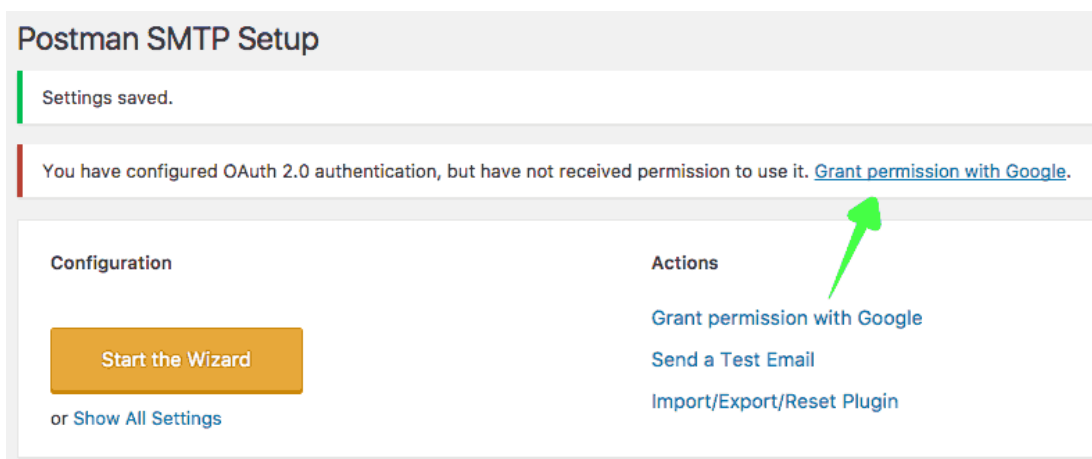 Postman SMTP Setup
Settings saved.
You have configured OAuth 2.0 authentication, but have not received permission to use it. Grant permission with Google.
Configuration
Start the Wizard
or Show All Settings
Actions
Grant permission with Google
Send a Test Email
Import/Export/Reset Plugin